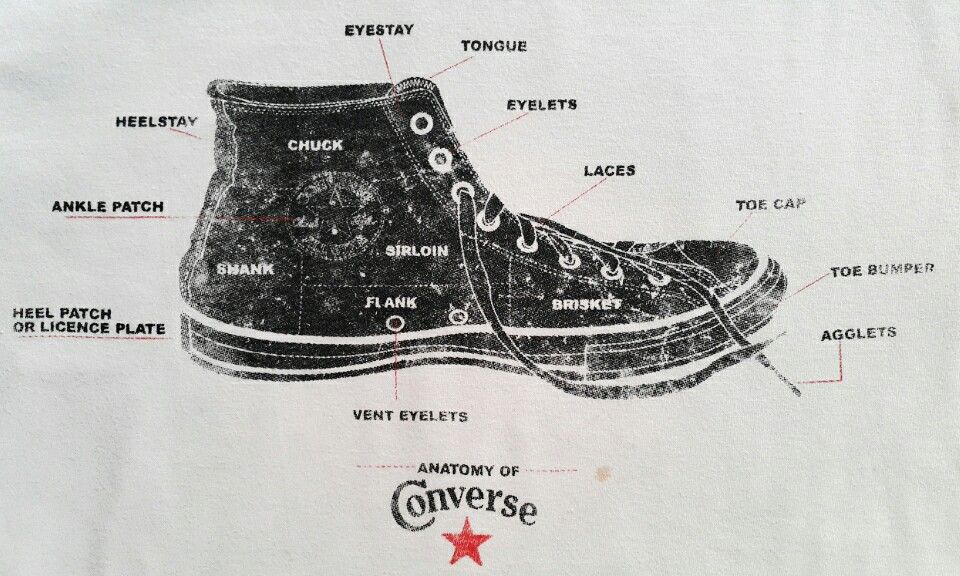 EYESTAY
TONGUE
EYELETS
HEELSTAY
CHUCK
LACES
ANKLE PATCH
TOE CAP
SIRLOIN
SHANK
TOE BUMPER
FLANK
BRISKET
HEEL PATCH
OR LICENCE PLATE
AGGLETS
VENT EYELETS
ANATOMY OF
Converse